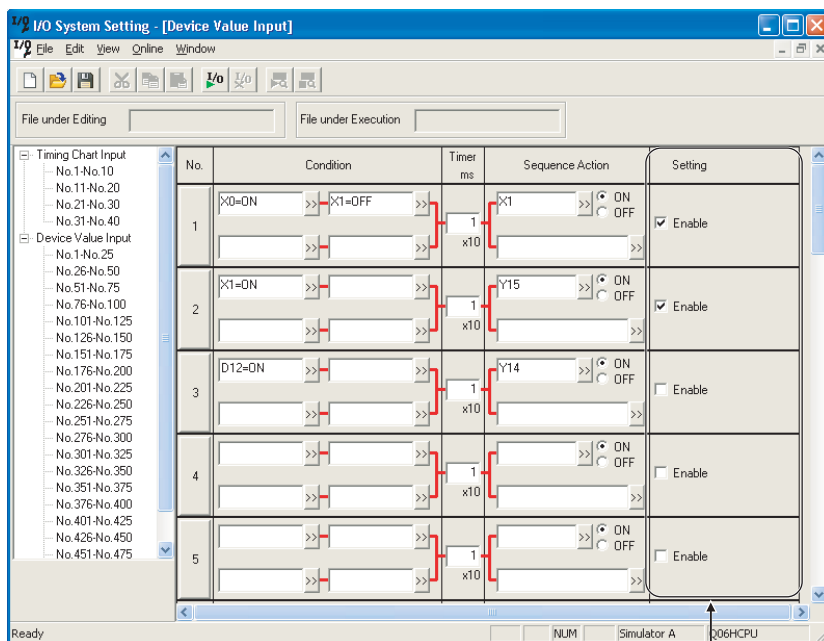 I/O System Setting - [Device Value Input]
File Edit View Online Window
I/O I/O
File under Editing File under Execution
Timing Chart Input
No.1-No.10
No.11-No.20
No.21-No.30
No.31-No.40
Device Value Input
No.1-No.25
No.26-No.50
No.51-No.75
No.76-No.100
No.101-No.125
No.126-No.150
No.151-No.175
No.176-No.200
No.201-No.225
No.226-No.250
No.251-No.275
No.276-No.300
No.301-No.325
No.326-No.350
No.351-No.375
No.376-No.400
No.401-No.425
No.426-No.450
No.451-No.475
No. Condition Timer ms Sequence Action Setting
1 X0=ON >> X1=OFF >> 1 x10 X1 >> ON OFF Enable
>> >> >>
2 X1=ON >> >> 1 x10 Y15 >> ON OFF Enable
>> >> >>
3 D12=ON >> >> 1 x10 Y14 >> ON OFF Enable
>> >> >>
4 >> >> 1 x10 >> ON OFF Enable
>> >> >>
5 >> >> 1 x10 >> ON OFF Enable
>> >> >>
Ready NUM Simulator A Q06HCPU